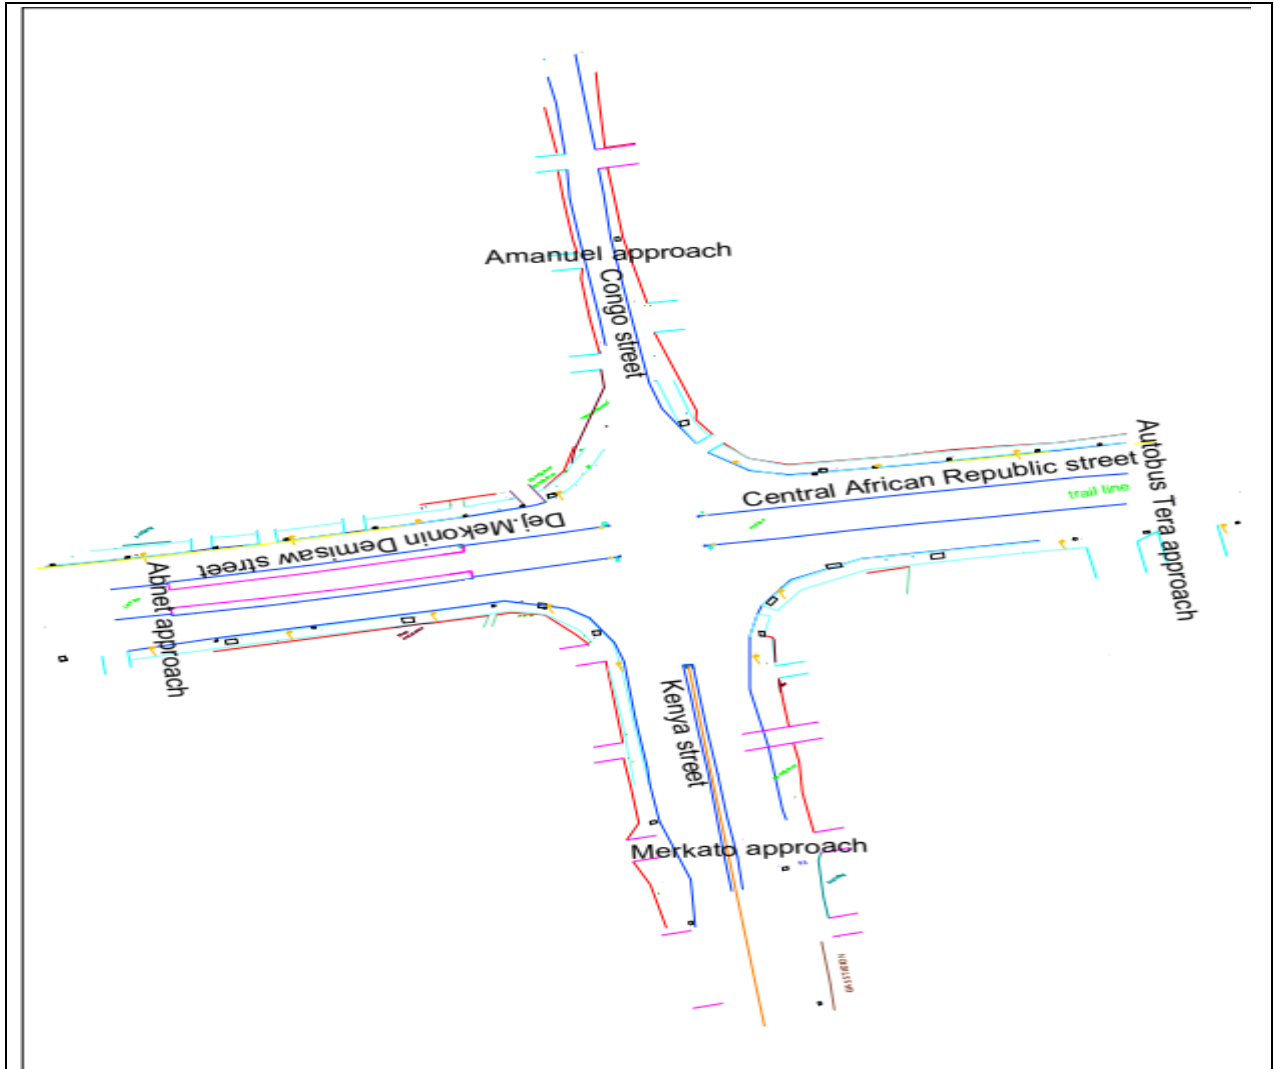 Amanuel approach
Congo street
Autobus Tera approach
Central African Republic street
trail line
Dej.Mekonin Demisaw street
Abnet approach
Kenya street
Merkato approach